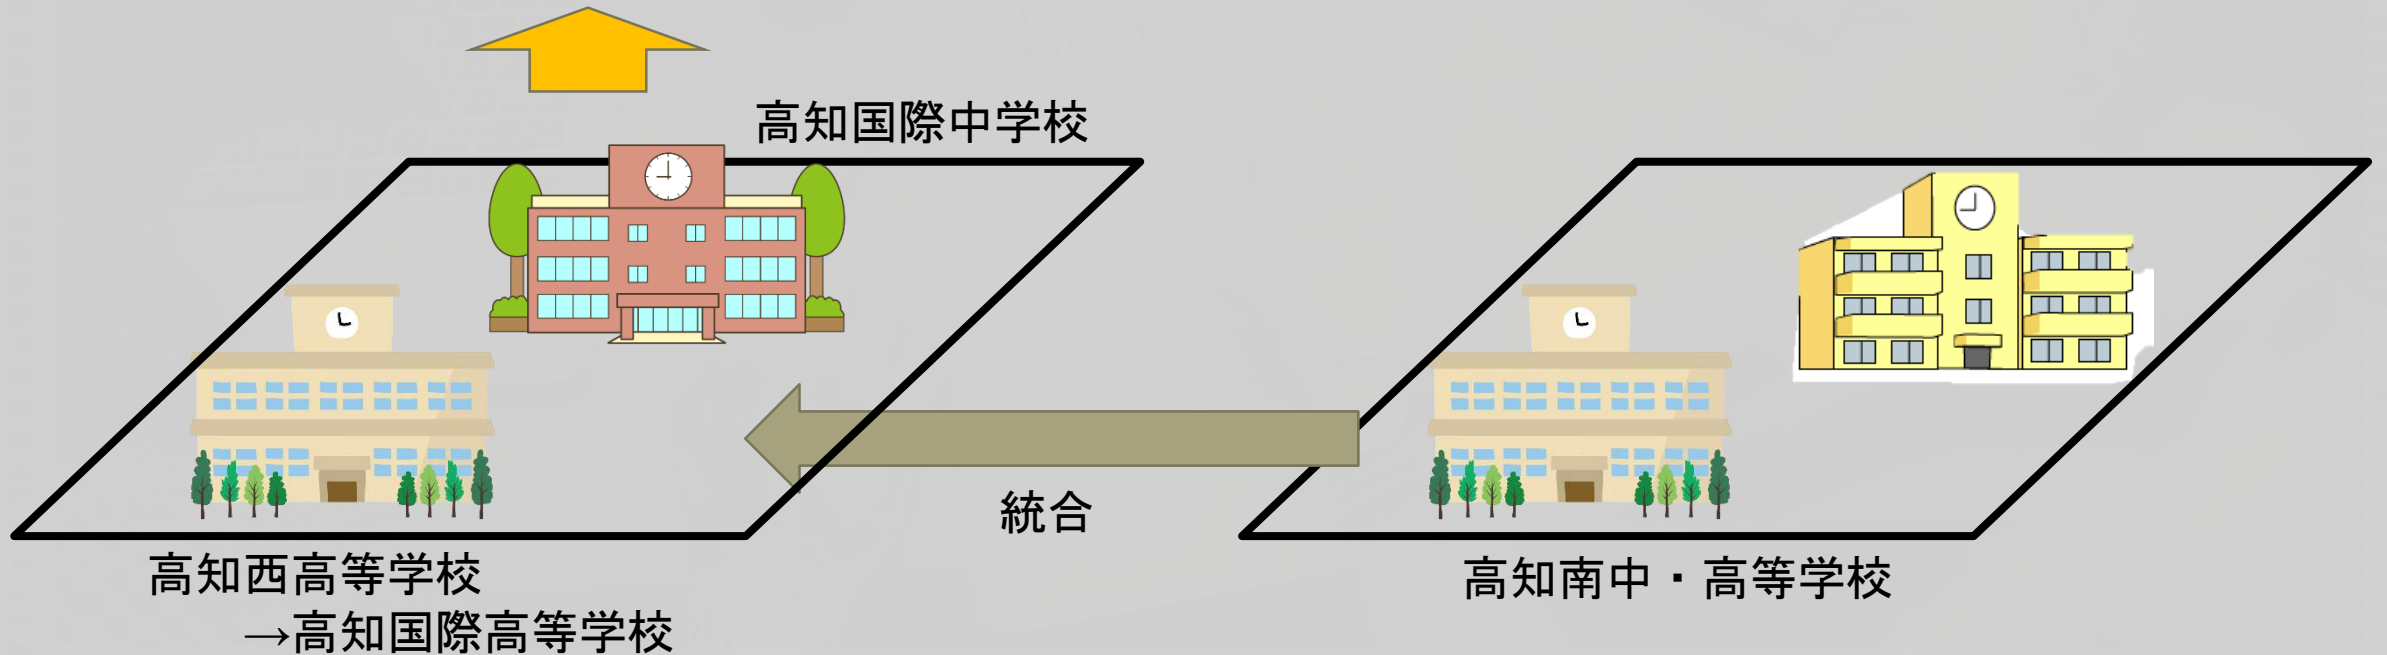 高知国際中学校
統合
高知西高等学校
→高知国際高等学校
高知南中・高等学校